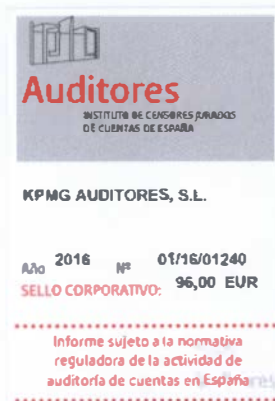 Auditores
INSTITUTO DE CENSORES JURADOS
DE CUENTAS DE ESPAÑA
KPMG AUDITORES, S.L.
Año 2016 Nº 01/16/01240
SELLO CORPORATIVO: 96,00 EUR
Informe sujeto a la normativa
reguladora de la actividad de
auditoría de cuentas en España